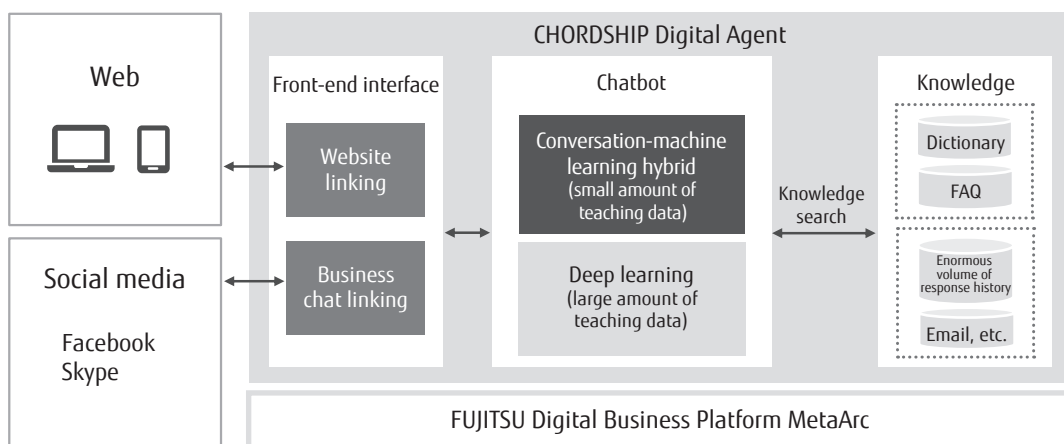 CHORDSHIP Digital Agent
Web
Social media
Facebook
Skype
Front-end interface
Website
linking
Business
chat linking
Chatbot
Conversation-machine
learning hybrid
(small amount of
teaching data)
Deep learning
(large amount of
teaching data)
Knowledge
search
Knowledge
Dictionary
FAQ
Enormous
volume of
response history
Email, etc.
FUJITSU Digital Business Platform MetaArc